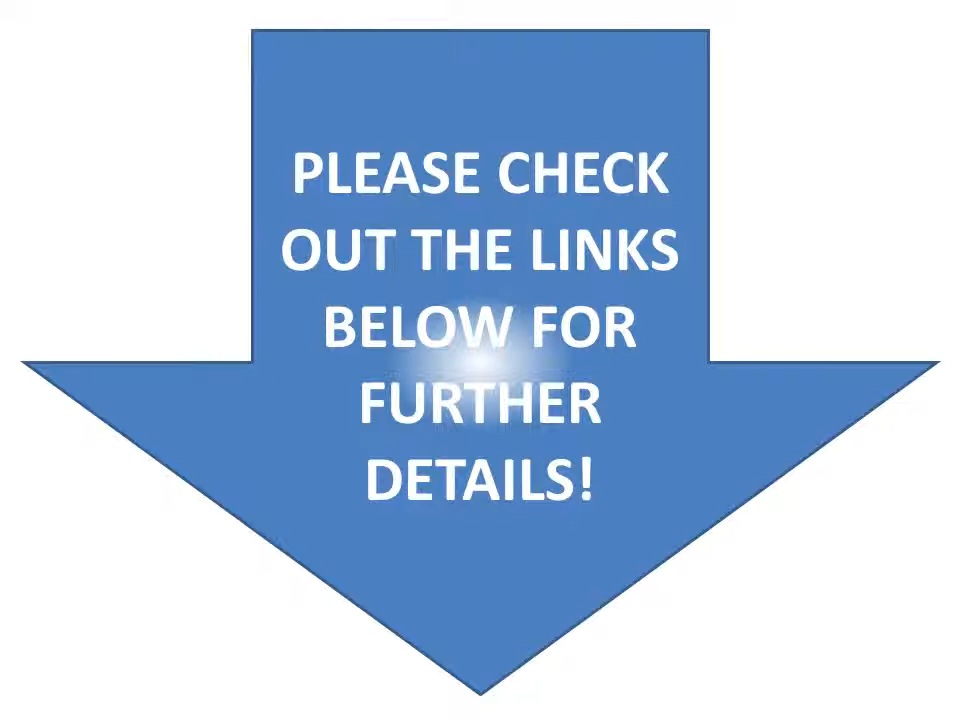 PLEASE CHECK
OUT THE LINKS
BELOW FOR
FURTHER
DETAILS!